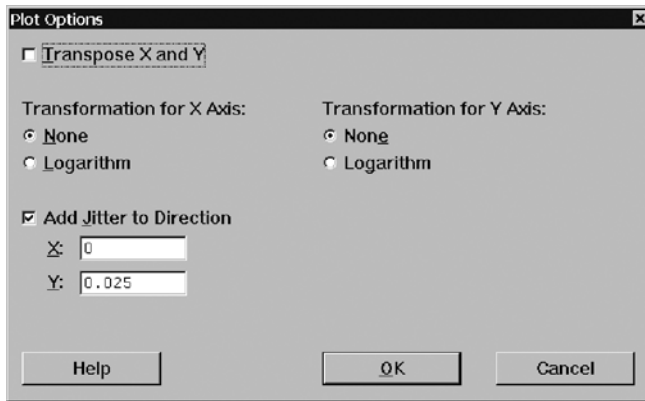 Plot Options
Transpose X and Y
Transformation for X Axis:
None
Logarithm
Transformation for Y Axis:
None
Logarithm
Add Jitter to Direction
X: 0
Y: 0.025
Help
OK
Cancel